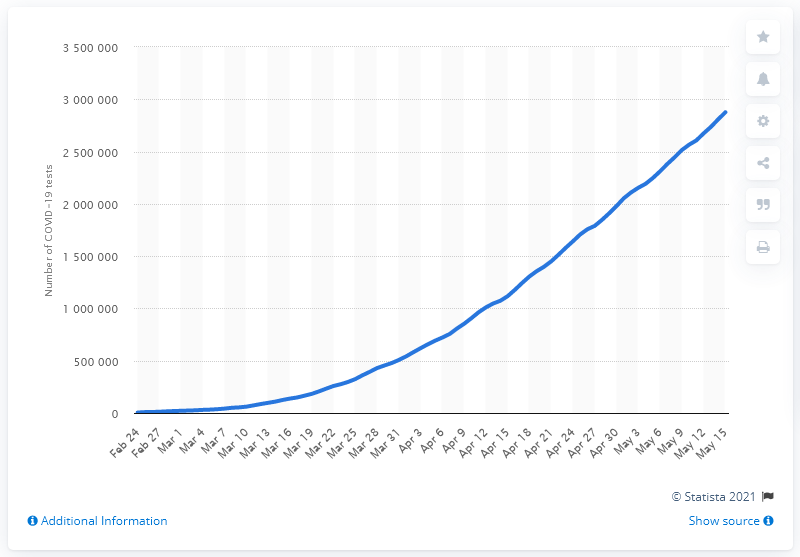 3 500 000
3 000 000
2 500 000
2 000 000
1 500 000
1 000 000
500 000
0
Number of COVID-19 tests
Feb 24
Feb 27
Mar 1
Mar 4
Mar 7
Mar 10
Mar 13
Mar 16
Mar 19
Mar 22
Mar 25
Mar 28
Mar 31
Apr 3
Apr 6
Apr 9
Apr 12
Apr 15
Apr 18
Apr 21
Apr 24
Apr 27
Apr 30
May 3
May 6
May 9
May 12
May 15
© Statista 2021
Additional Information
Show source